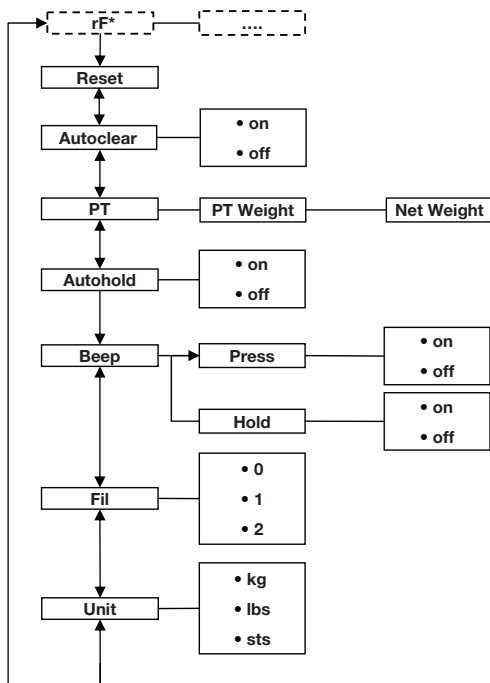 rF* ....
Reset
Autoclear
• on
• off
PT PT Weight Net Weight
Autohold
• on
• off
Beep Press
• on
• off
Hold
• on
• off
Fil
• 0
• 1
• 2
Unit
• kg
• lbs
• sts